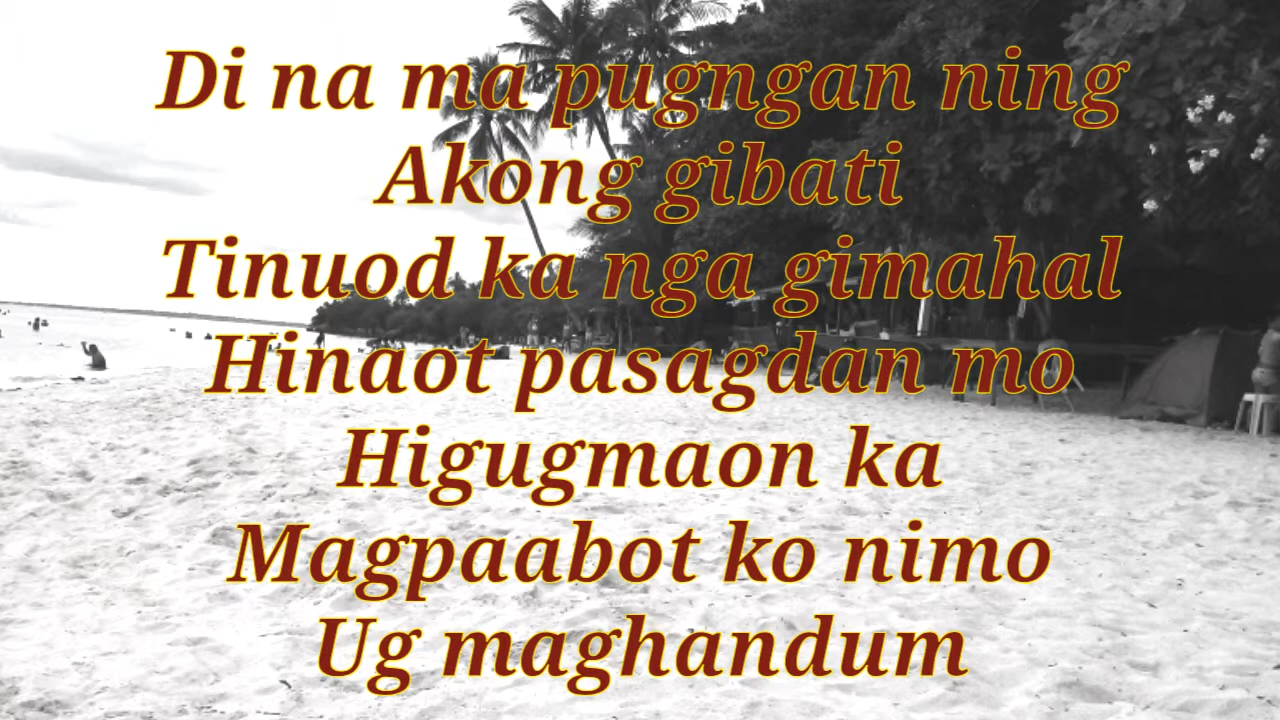 Di na ma pugngan ning
Akong gibati
Tinuod ka nga gimahal
Hinaot pasagdan mo
Higugmaon ka
Magpaabot ko nimo
Ug maghandum